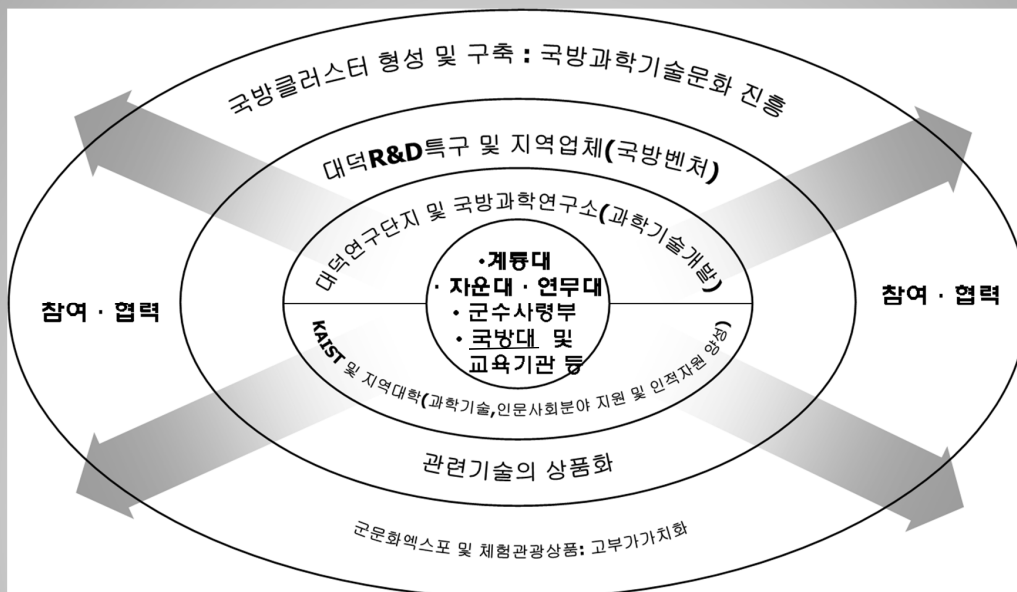 국방클러스터 형성 및 구축 : 국방과학기술문화 진흥
대덕R&D특구 및 지역업체(국방벤처)
대덕연구단지 및 국방과학연구소(과학기술개발)
•계룡대
· 자운대 · 연무대
• 군수사령부
• 국방대 및
교육기관 등
참여 · 협력
참여 · 협력
KAIST 및 지역대학(과학기술,인문사회분야 지원 및 인적자원 양성)
관련기술의 상품화
군문화엑스포 및 체험관광상품: 고부가가치화